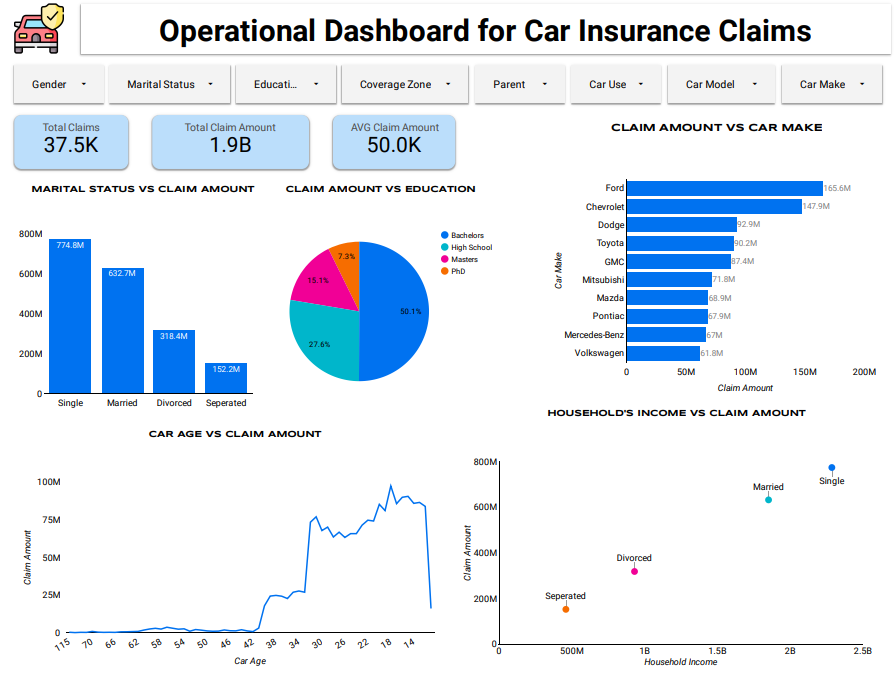 Operational Dashboard for Car Insurance Claims
Gender
Marital Status
Educati...
Coverage Zone
Parent
Car Use
Car Model
Car Make
Total Claims
37.5K
Total Claim Amount
1.9B
AVG Claim Amount
50.0K
MARITAL STATUS VS CLAIM AMOUNT
800M
600M
400M
200M
0
774.8M
632.7M
318.4M
152.2M
Single
Married
Divorced
Seperated
CLAIM AMOUNT VS EDUCATION
50.1%
27.6%
15.1%
7.3%
Bachelors
High School
Masters
PhD
CLAIM AMOUNT VS CAR MAKE
Car Make
Ford 165.6M
Chevrolet 147.9M
Dodge 92.9M
Toyota 90.2M
GMC 87.4M
Mitsubishi 71.8M
Mazda 68.9M
Pontiac 67.9M
Mercedes-Benz 67M
Volkswagen 61.8M
0 50M 100M 150M 200M
Claim Amount
CAR AGE VS CLAIM AMOUNT
Claim Amount
100M
75M
50M
25M
0
115 70 66 62 58 54 50 46 42 38 34 30 26 22 18 14
Car Age
HOUSEHOLD'S INCOME VS CLAIM AMOUNT
Claim Amount
800M
600M
400M
200M
0
Single
Married
Divorced
Seperated
0 500M 1B 1.5B 2B 2.5B
Household Income